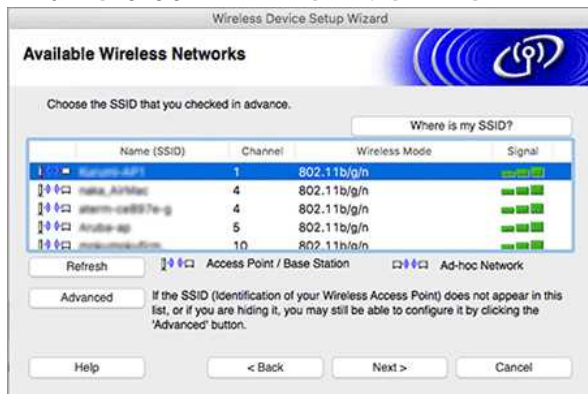 Wireless Device Setup Wizard
Available Wireless Networks
Choose the SSID that you checked in advance.
Where is my SSID?
Name (SSID) Channel Wireless Mode Signal
1 802.11b/g/n
4 802.11b/g/n
4 802.11b/g/n
5 802.11b/g/n
10 802.11b/g/n
Refresh Access Point / Base Station Ad-hoc Network
Advanced
If the SSID (Identification of your Wireless Access Point) does not appear in this
list, or if you are hiding it, you may still be able to configure it by clicking the
'Advanced' button.
Help < Back Next > Cancel